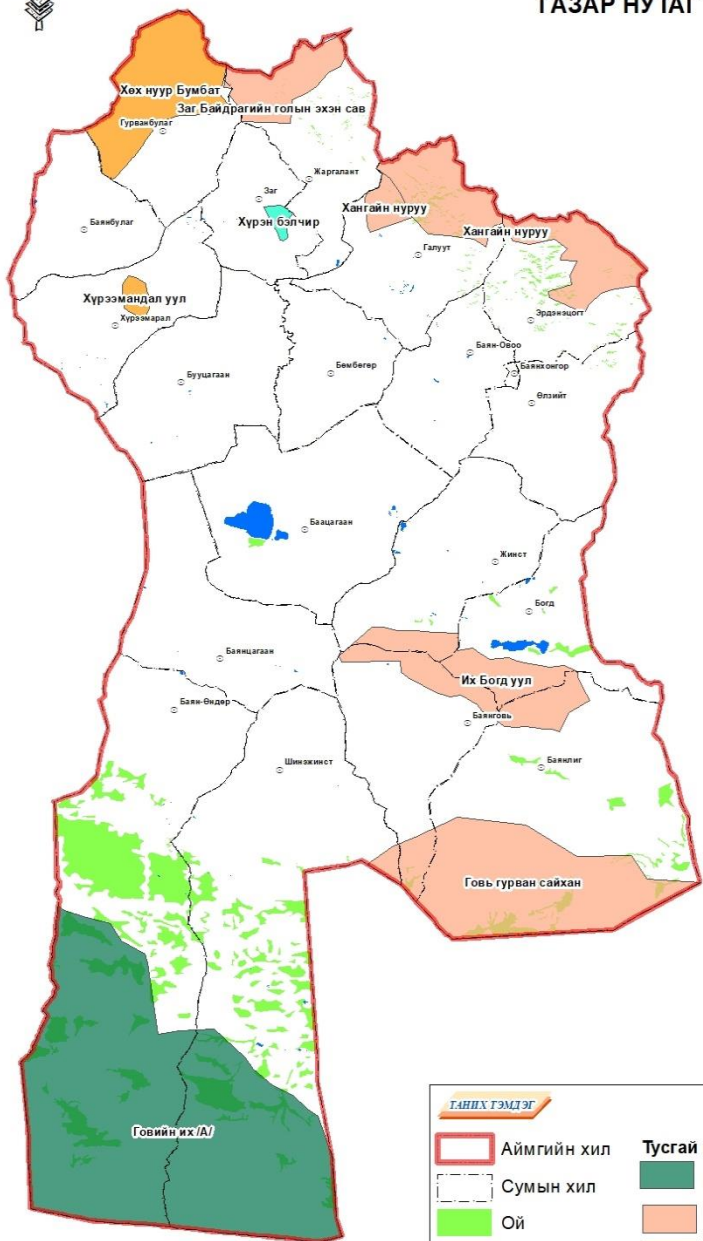 ГАЗАР НУТАГ
Хөх нуур Бумбат
Заг Байдрагийн голын эхэн сав
Гурванбулаг
Жаргалант
Заг
Хангайн нуруу
Баянбулаг
Хүрэн бэлчир
Хангайн нуруу
Галуут
Хүрээмандал уул
Хүрээмарал
Эрдэнэцогт
Баян-Овоо
Бууцагаан
Бөмбөгөр
Баянхонгор
Өлзийт
Баацагаан
Жинст
Богд
Баянцагаан
Их Богд уул
Баян-Өндөр
Баянговь
Шинэжинст
Баянлиг
Говь гурван сайхан
Говийн их /А/
ТАНИХ ТЭМДЭГ
Аймгийн хил
Тусгай
Сумын хил
Ой